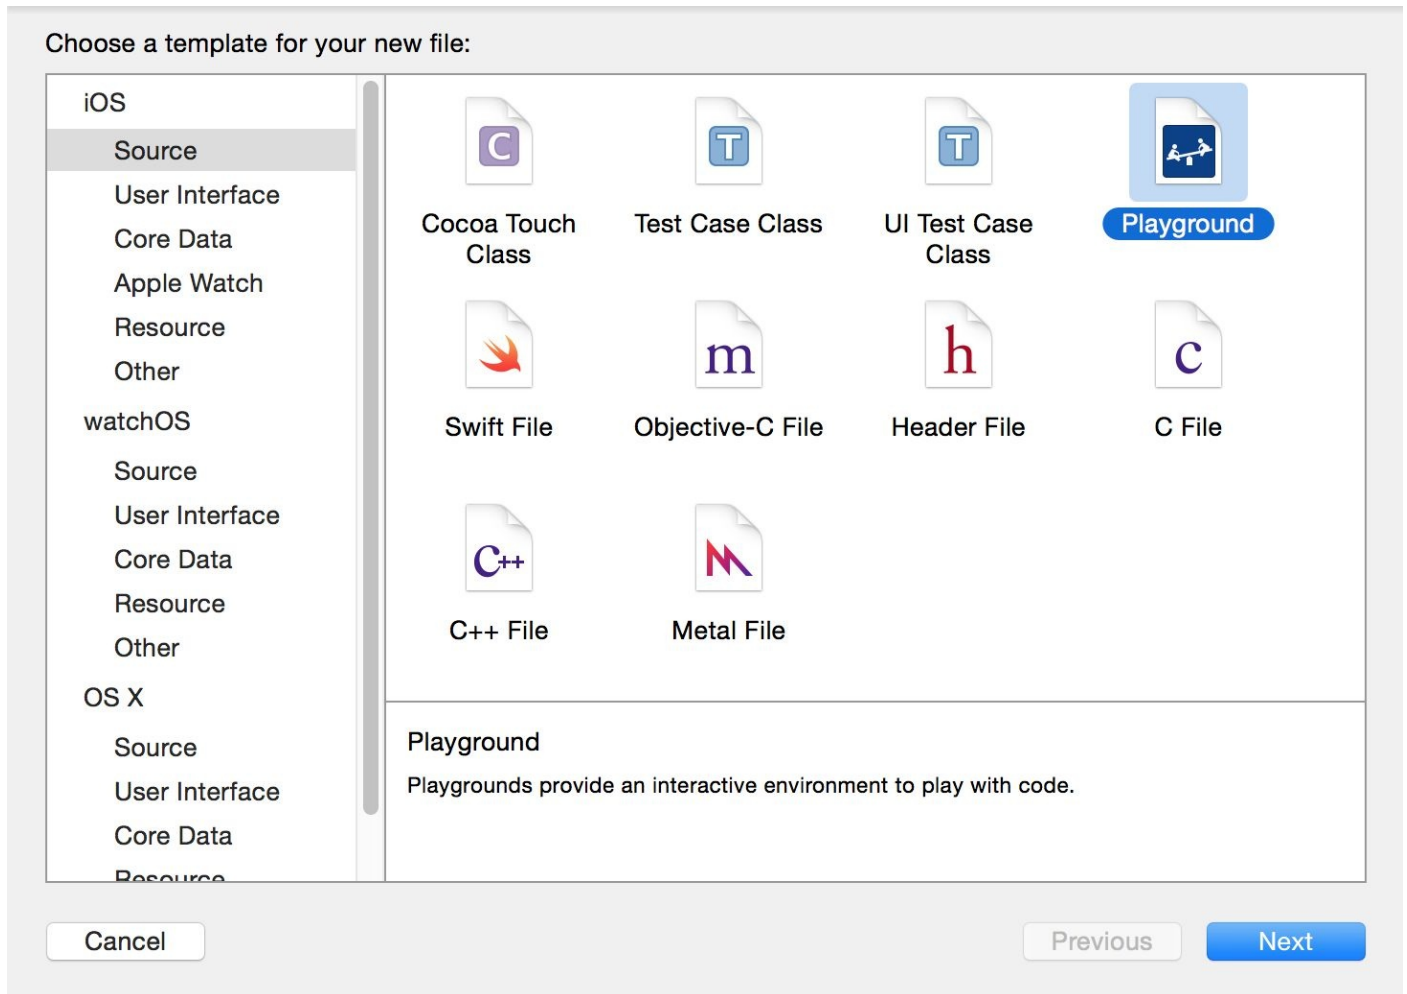 Choose a template for your new file:
iOS
Source
User Interface
Core Data
Apple Watch
Resource
Other
watchOS
Source
User Interface
Core Data
Resource
Other
OS X
Source
User Interface
Core Data
Resource
C
T
T
Cocoa Touch
Class
Test Case Class
UI Test Case
Class
Playground
m
h
c
Swift File
Objective-C File
Header File
C File
C++
C++ File
Metal File
Playground
Playgrounds provide an interactive environment to play with code.
Cancel
Previous
Next